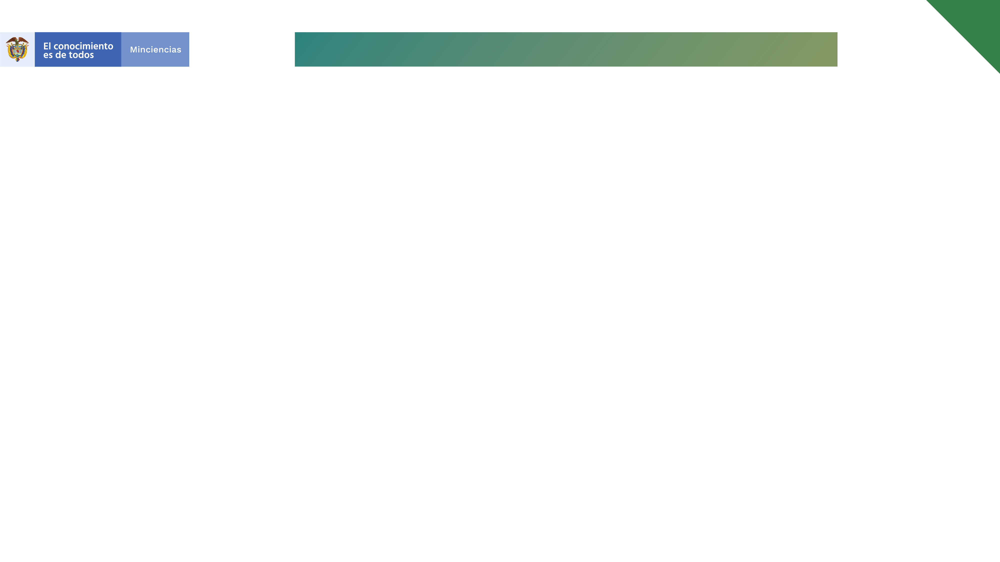 El conocimiento
es de todos
Minciencias